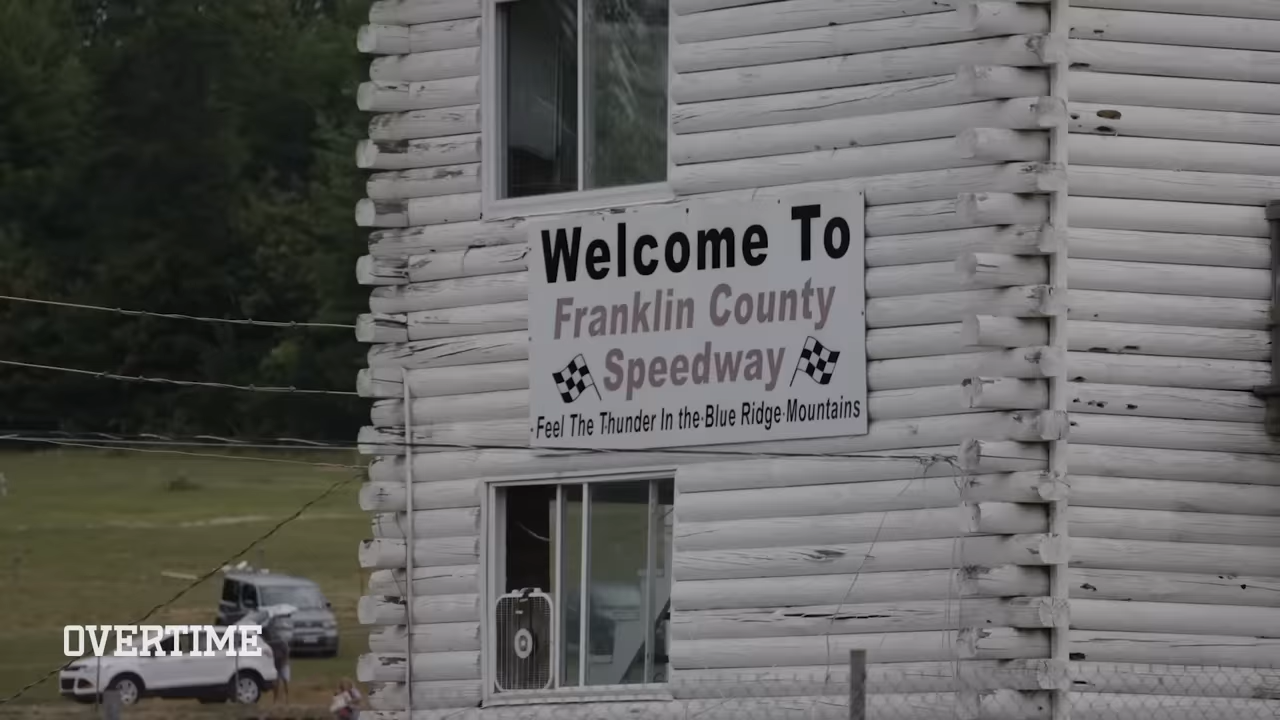 Welcome To
Franklin County
Speedway
Feel The Thunder In the Blue Ridge Mountains
OVERTIME